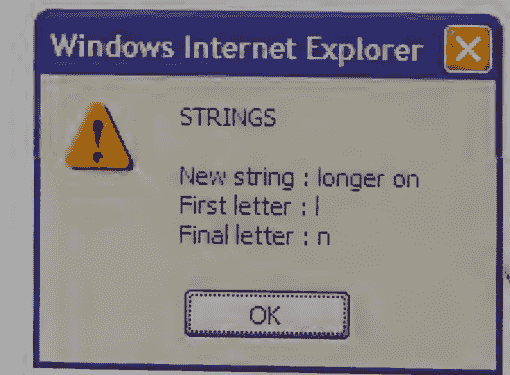 Windows Internet Explorer
STRINGS
New string : longer on
First letter : l
Final letter : n
OK